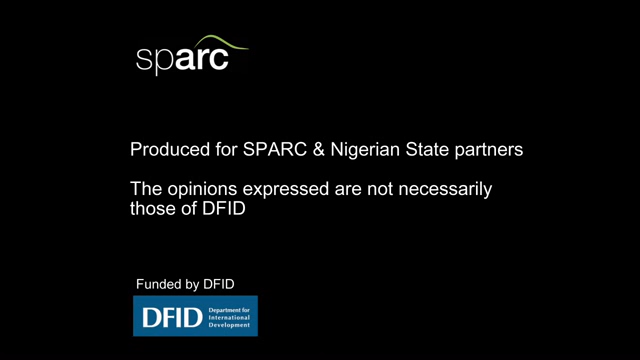 sparc
Produced for SPARC & Nigerian State partners
The opinions expressed are not necessarily
those of DFID
Funded by DFID
DFID
Department for
International
Development